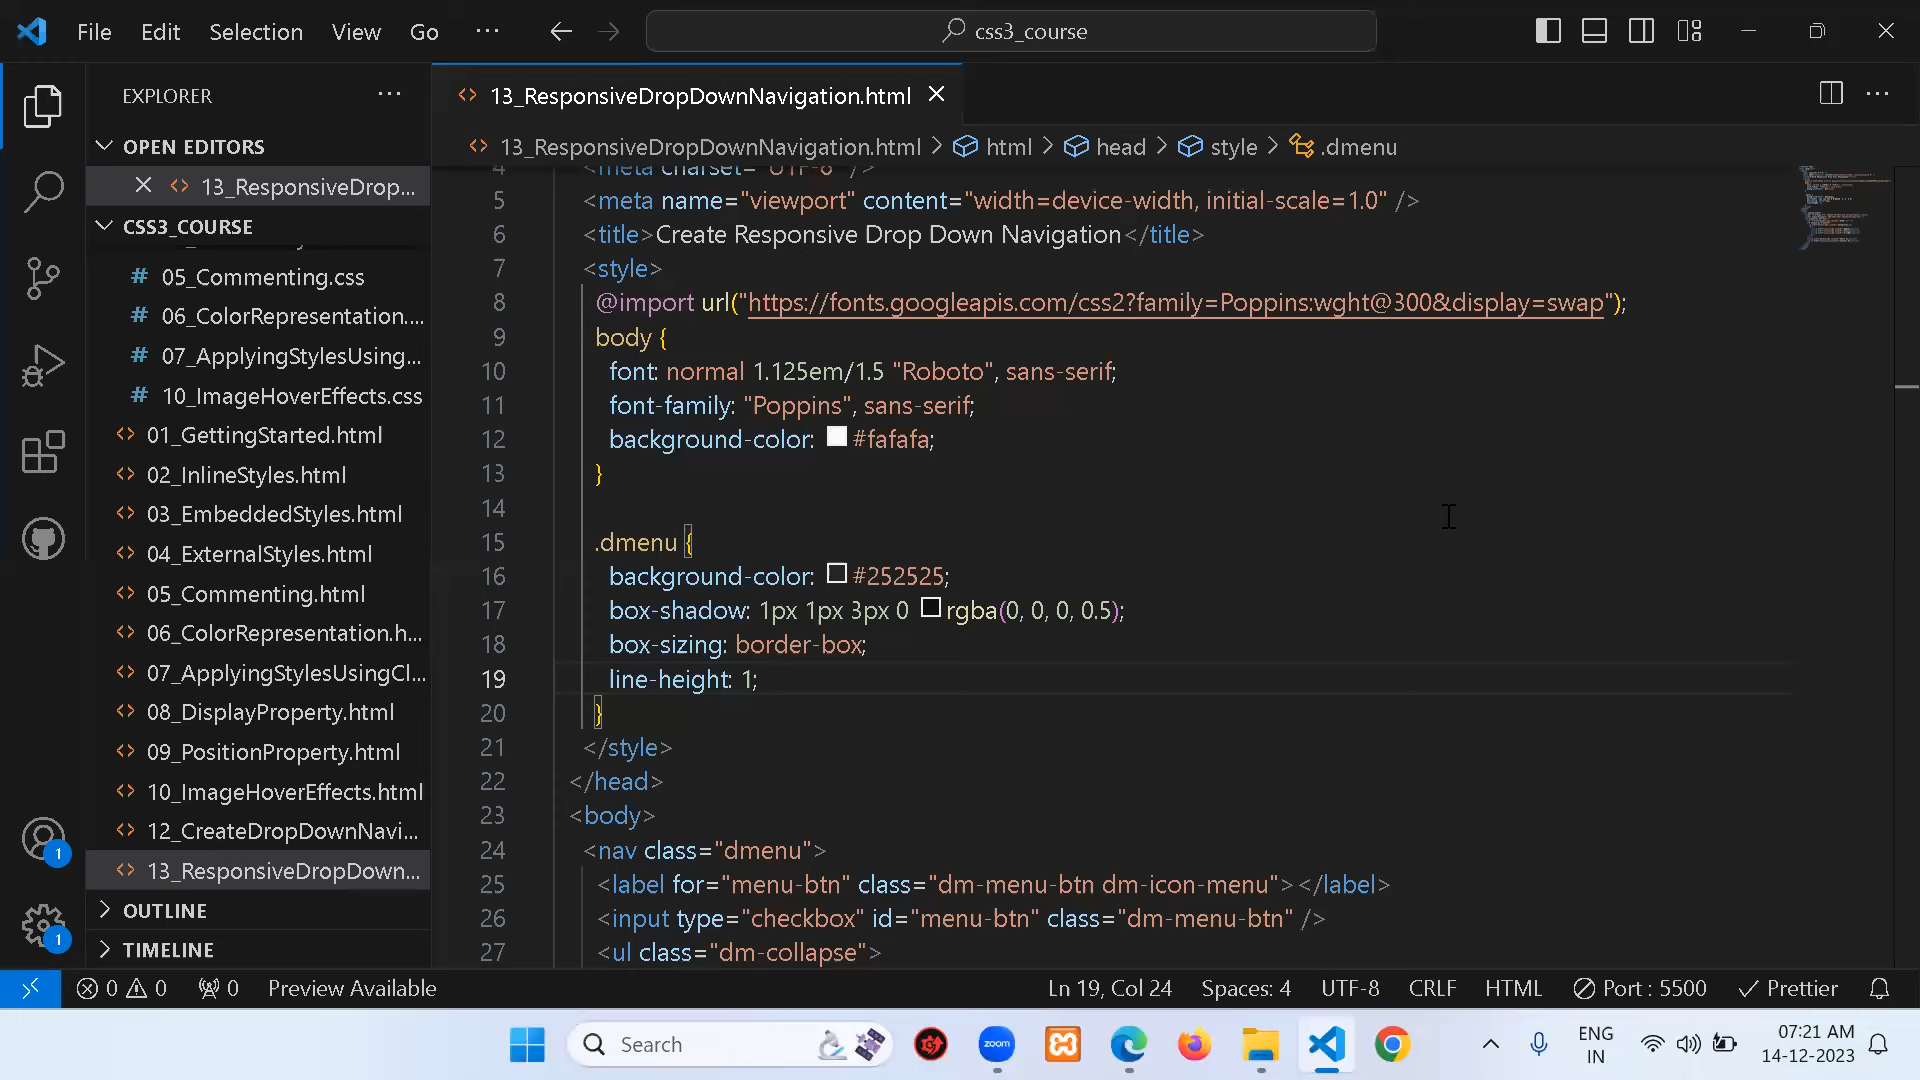 File Edit Selection View Go ··· css3_course
EXPLORER ···
OPEN EDITORS
13_ResponsiveDrop...
CSS3_COURSE
05_Commenting.css
06_ColorRepresentation....
07_ApplyingStylesUsing...
10_ImageHoverEffects.css
01_GettingStarted.html
02_InlineStyles.html
03_EmbeddedStyles.html
04_ExternalStyles.html
05_Commenting.html
06_ColorRepresentation.h...
07_ApplyingStylesUsingCl...
08_DisplayProperty.html
09_PositionProperty.html
10_ImageHoverEffects.html
12_CreateDropDownNavi...
13_ResponsiveDropDown...
OUTLINE
TIMELINE
1
1
13_ResponsiveDropDownNavigation.html
13_ResponsiveDropDownNavigation.html > html > head > style > .dmenu
4 <meta charset="UTF-8" />
5 <meta name="viewport" content="width=device-width, initial-scale=1.0" />
6 <title>Create Responsive Drop Down Navigation</title>
7 <style>
8 @import url("https://fonts.googleapis.com/css2?family=Poppins:wght@300&display=swap");
9 body {
10 font: normal 1.125em/1.5 "Roboto", sans-serif;
11 font-family: "Poppins", sans-serif;
12 background-color: #fafafa;
13 }
14
15 .dmenu {
16 background-color: #252525;
17 box-shadow: 1px 1px 3px 0 rgba(0, 0, 0, 0.5);
18 box-sizing: border-box;
19 line-height: 1;
20 }
21 </style>
22 </head>
23 <body>
24 <nav class="dmenu">
25 <label for="menu-btn" class="dm-menu-btn dm-icon-menu"></label>
26 <input type="checkbox" id="menu-btn" class="dm-menu-btn" />
27 <ul class="dm-collapse">
0 0 0 Preview Available Ln 19, Col 24 Spaces: 4 UTF-8 CRLF HTML Port : 5500 Prettier
Search zoom ENG 07:21 AM
IN 14-12-2023